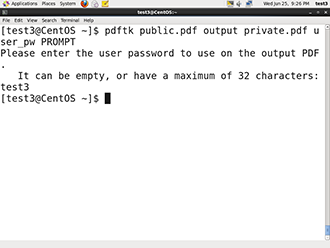 Applications Places System
Wed Jun 25, 9:26 PM test3
test3@CentOS:~
File Edit View Search Terminal Help
[test3@CentOS ~]$ pdftk public.pdf output private.pdf u
ser_pw PROMPT
Please enter the user password to use on the output PDF
.
It can be empty, or have a maximum of 32 characters:
test3
[test3@CentOS ~]$